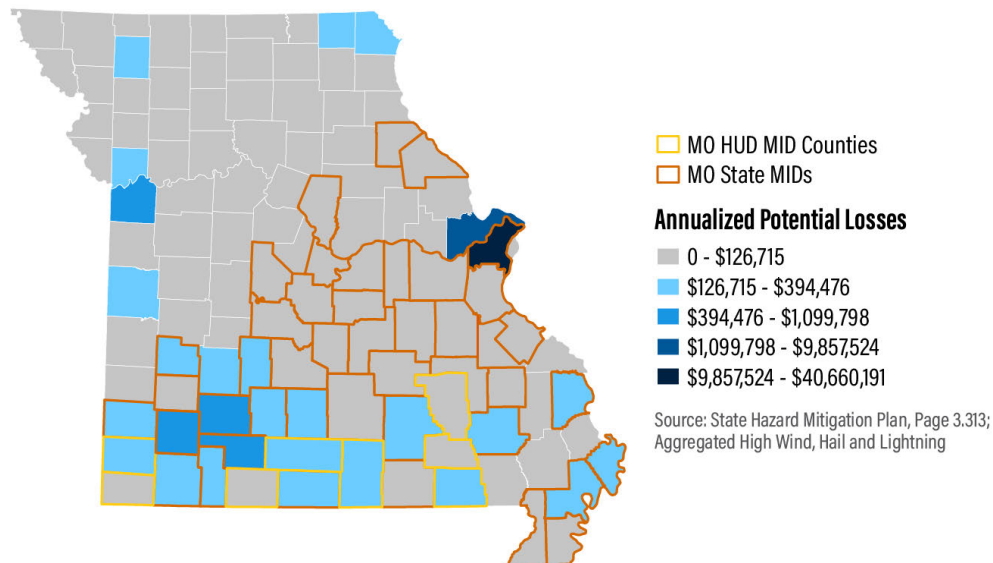 MO HUD MID Counties
MO State MIDs
Annualized Potential Losses
0 - $126,715
$126,715 - $394,476
$394,476 - $1,099,798
$1,099,798 - $9,857,524
$9,857,524 - $40,660,191
Source: State Hazard Mitigation Plan, Page 3.313;
Aggregated High Wind, Hail and Lightning